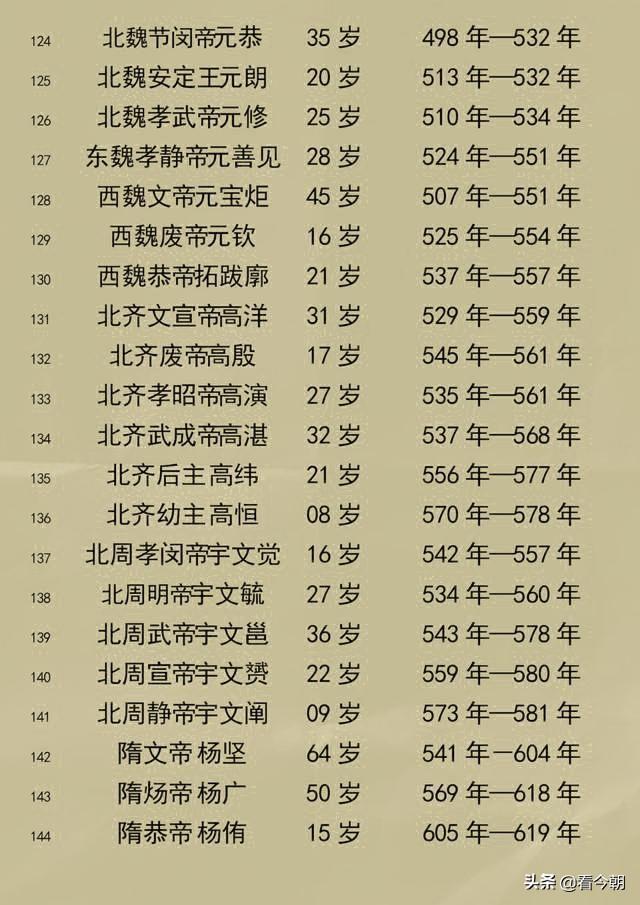 124 北魏节闵帝元恭 35 岁 498 年—532 年
125 北魏安定王元朗 20 岁 513 年—532 年
126 北魏孝武帝元修 25 岁 510 年—534 年
127 东魏孝静帝元善见 28 岁 524 年—551 年
128 西魏文帝元宝炬 45 岁 507 年—551 年
129 西魏废帝元钦 16 岁 525 年—554 年
130 西魏恭帝拓跋廓 21 岁 537 年—557 年
131 北齐文宣帝高洋 31 岁 529 年—559 年
132 北齐废帝高殷 17 岁 545 年—561 年
133 北齐孝昭帝高演 27 岁 535 年—561 年
134 北齐武成帝高湛 32 岁 537 年—568 年
135 北齐后主高纬 21 岁 556 年—577 年
136 北齐幼主高恒 08 岁 570 年—578 年
137 北周孝闵帝宇文觉 16 岁 542 年—557 年
138 北周明帝宇文毓 27 岁 534 年—560 年
139 北周武帝宇文邕 36 岁 543 年—578 年
140 北周宣帝宇文赟 22 岁 559 年—580 年
141 北周静帝宇文阐 09 岁 573 年—581 年
142 隋文帝 杨坚 64 岁 541 年—604 年
143 隋炀帝 杨广 50 岁 569 年—618 年
144 隋恭帝 杨侑 15 岁 605 年—619 年
头条 @看今朝